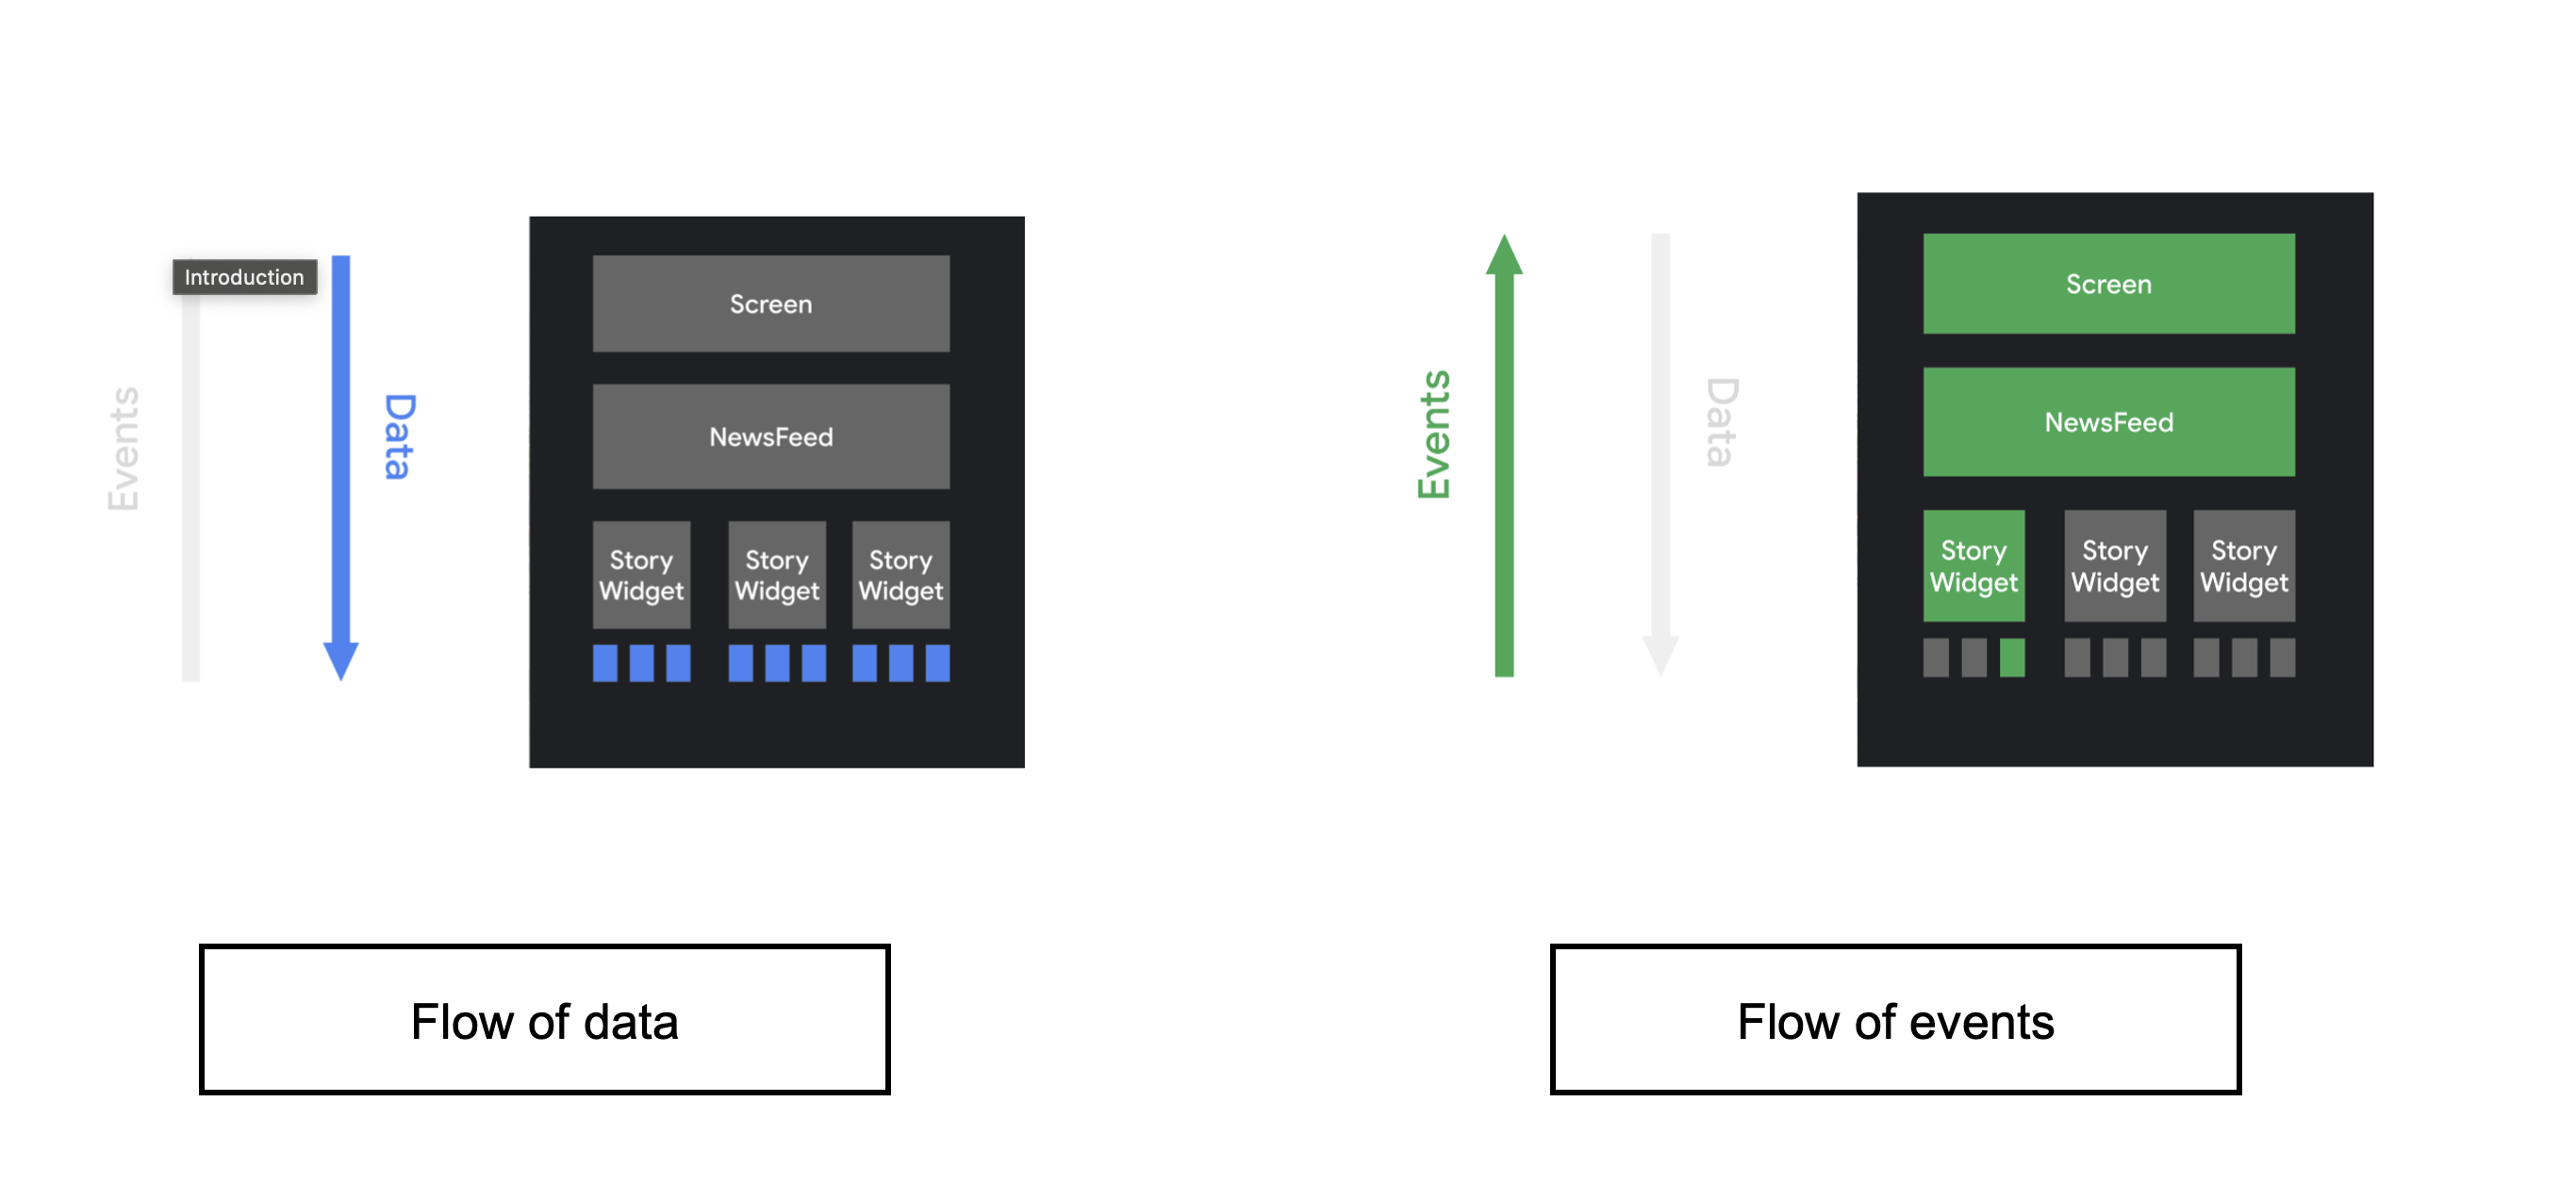 Introduction
Events
Data
Screen
NewsFeed
Story
Widget
Story
Widget
Story
Widget
Flow of data
Events
Data
Screen
NewsFeed
Story
Widget
Story
Widget
Story
Widget
Flow of events